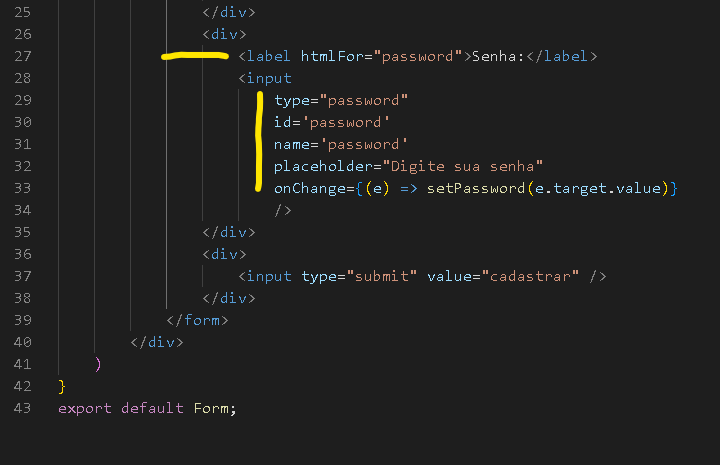 25 </div>
26 <div>
27 <label htmlFor="password">Senha:</label>
28 <input
29 type="password"
30 id='password'
31 name='password'
32 placeholder="Digite sua senha"
33 onChange={(e) => setPassword(e.target.value)}
34 />
35 </div>
36 <div>
37 <input type="submit" value="cadastrar" />
38 </div>
39 </form>
40 </div>
41 )
42 }
43 export default Form;